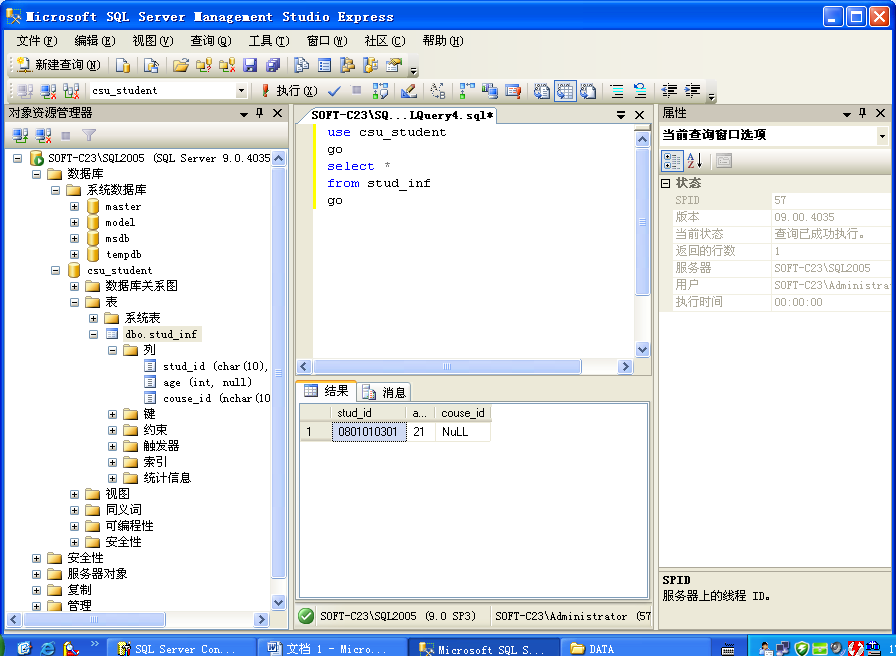 Microsoft SQL Server Management Studio Express
文件(F) 编辑(E) 视图(V) 查询(Q) 工具(T) 窗口(W) 社区(C) 帮助(H)
新建查询(N)
csu_student 执行(X)
对象资源管理器
SOFT-C23\SQL2005 (SQL Server 9.0.4035
数据库
系统数据库
master
model
msdb
tempdb
csu_student
数据库关系图
表
系统表
dbo.stud_inf
列
stud_id (char(10),
age (int, null)
couse_id (nchar(10
键
约束
触发器
索引
统计信息
视图
同义词
可编程性
安全性
安全性
服务器对象
复制
管理
SOFT-C23\SQ...LQuery4.sql*
use csu_student
go
select *
from stud_inf
go
结果 消息
stud_id a... couse_id
1 0801010301 21 NuLL
SOFT-C23\SQL2005 (9.0 SP3) SOFT-C23\Administrator (57
属性
当前查询窗口选项
状态
SPID 57
版本 09.00.4035
当前状态 查询已成功执行。
返回的行数 1
服务器 SOFT-C23\SQL2005
用户 SOFT-C23\Administra
执行时间 00:00:00
SPID
服务器上的线程 ID。
SQL Server Con... 文档 1 - Micro... Microsoft SQL S... DATA